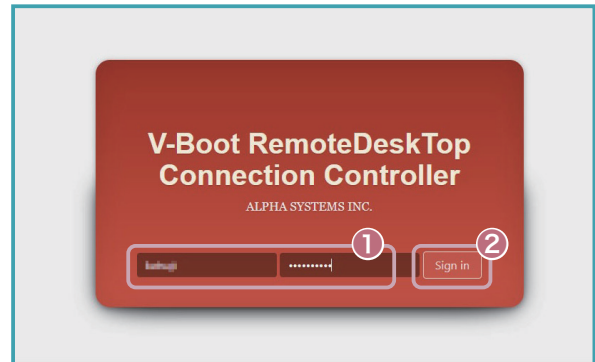 V-Boot RemoteDeskTop
Connection Controller
ALPHA SYSTEMS INC.
① ②
•••••••••• Sign in